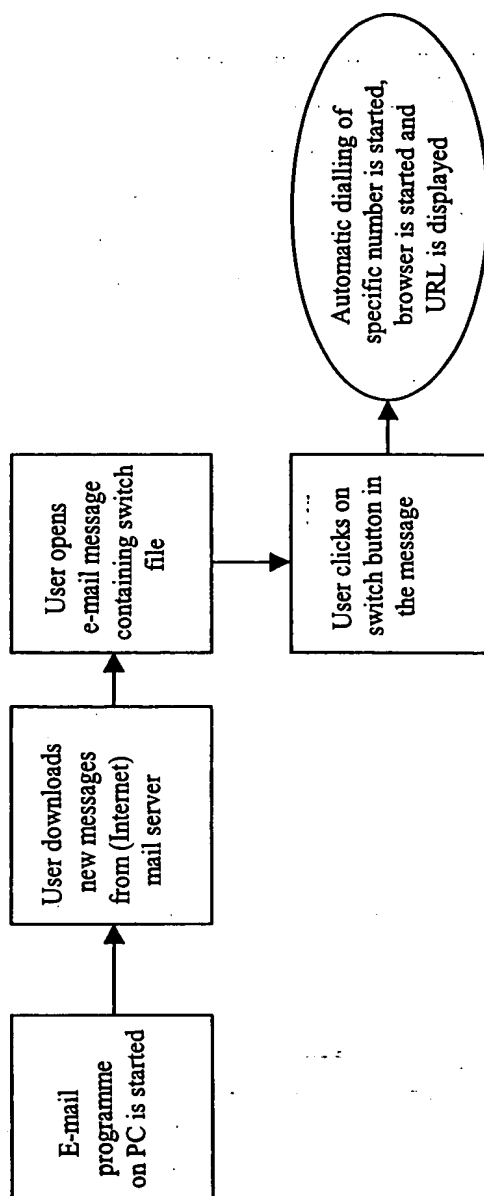 E-mail
programme
on PC is started
User downloads
new messages
from (Internet)
mail server
User opens
e-mail message
containing switch
file
User clicks on
switch button in
the message
Automatic dialling of
specific number is started,
browser is started and
URL is displayed